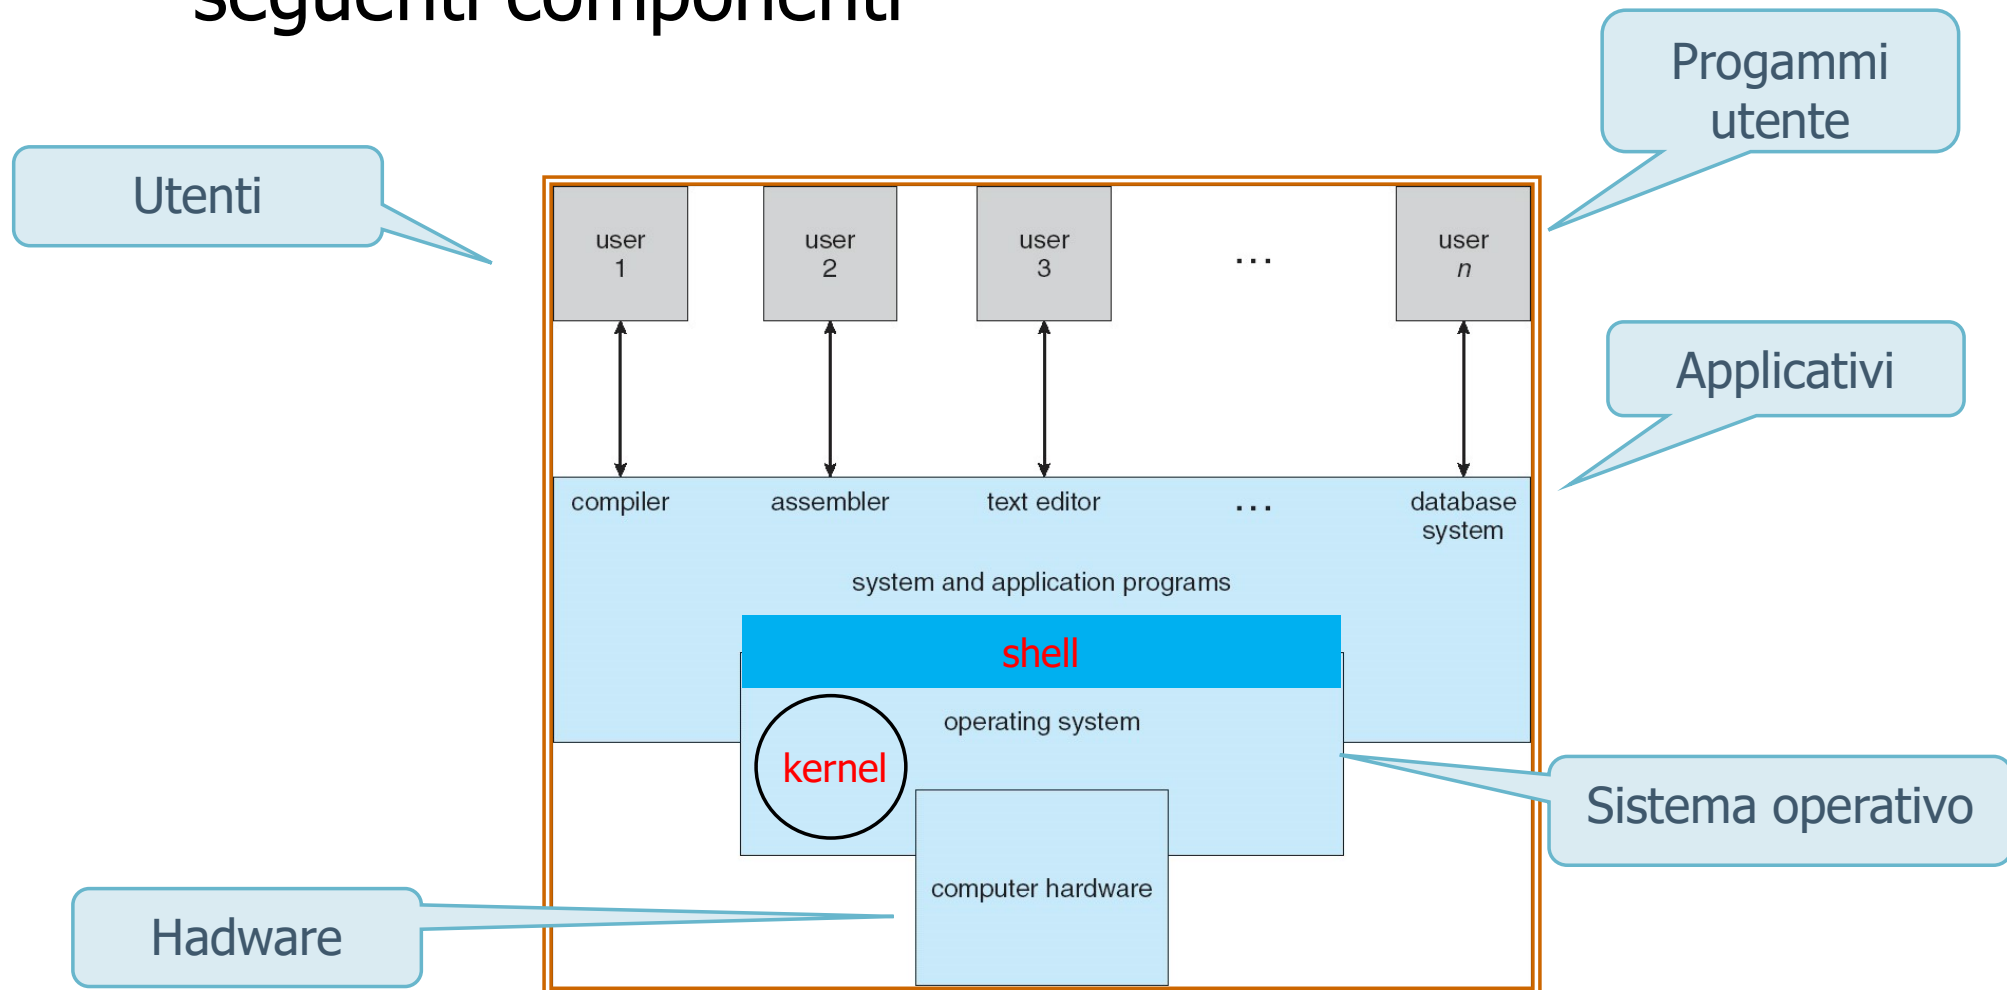 seguenti componenti
Progammi
utente
Utenti
user
1
user
2
user
3
...
user
n
Applicativi
compiler
assembler
text editor
...
database
system
system and application programs
shell
operating system
kernel
Sistema operativo
computer hardware
Hadware